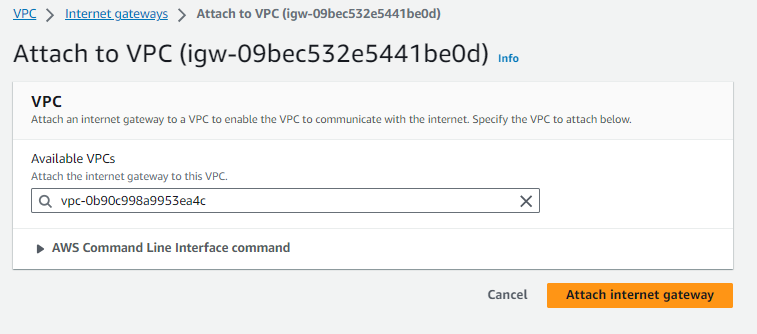 VPC > Internet gateways > Attach to VPC (igw-09bec532e5441be0d)
Attach to VPC (igw-09bec532e5441be0d) Info
VPC
Attach an internet gateway to a VPC to enable the VPC to communicate with the internet. Specify the VPC to attach below.
Available VPCs
Attach the internet gateway to this VPC.
vpc-0b90c998a9953ea4c
AWS Command Line Interface command
Cancel Attach internet gateway